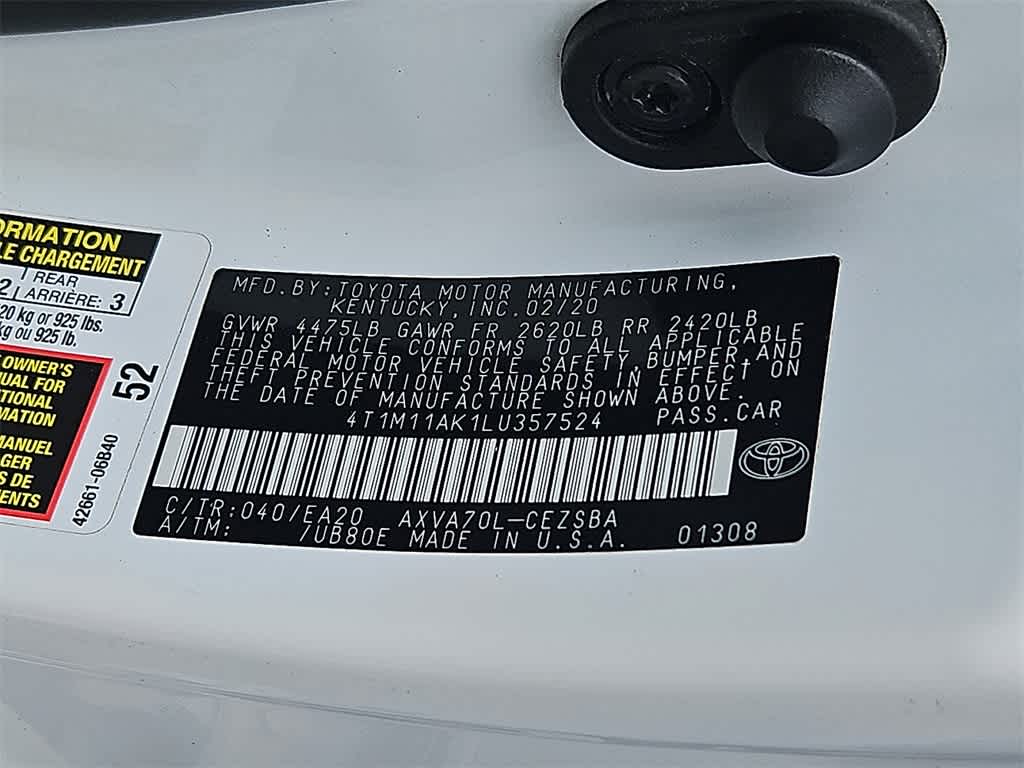 ORMATION
LE CHARGEMENT
2 REAR
ARRIÈRE: 3
20 kg or 925 lbs.
kg ou 925 lb.
OWNER'S
UAL FOR
TIONAL
MATION
MANUEL
AGER
S DE
EMENTS
52
42661-06B40
MFD.BY:TOYOTA MOTOR MANUFACTURING,
KENTUCKY,INC.02/20
GVWR 4475LB GAWR FR 2620LB RR 2420LB
THIS VEHICLE CONFORMS TO ALL APPLICABLE
FEDERAL MOTOR VEHICLE SAFETY,BUMPER,AND
THEFT PREVENTION STANDARDS IN EFFECT ON
THE DATE OF MANUFACTURE SHOWN ABOVE.
4T1M11AK1LU357524 PASS.CAR
C/TR:040/EA20 AXVA70L-CEZSBA
A/TM: /UB80E MADE IN U.S.A. 01308